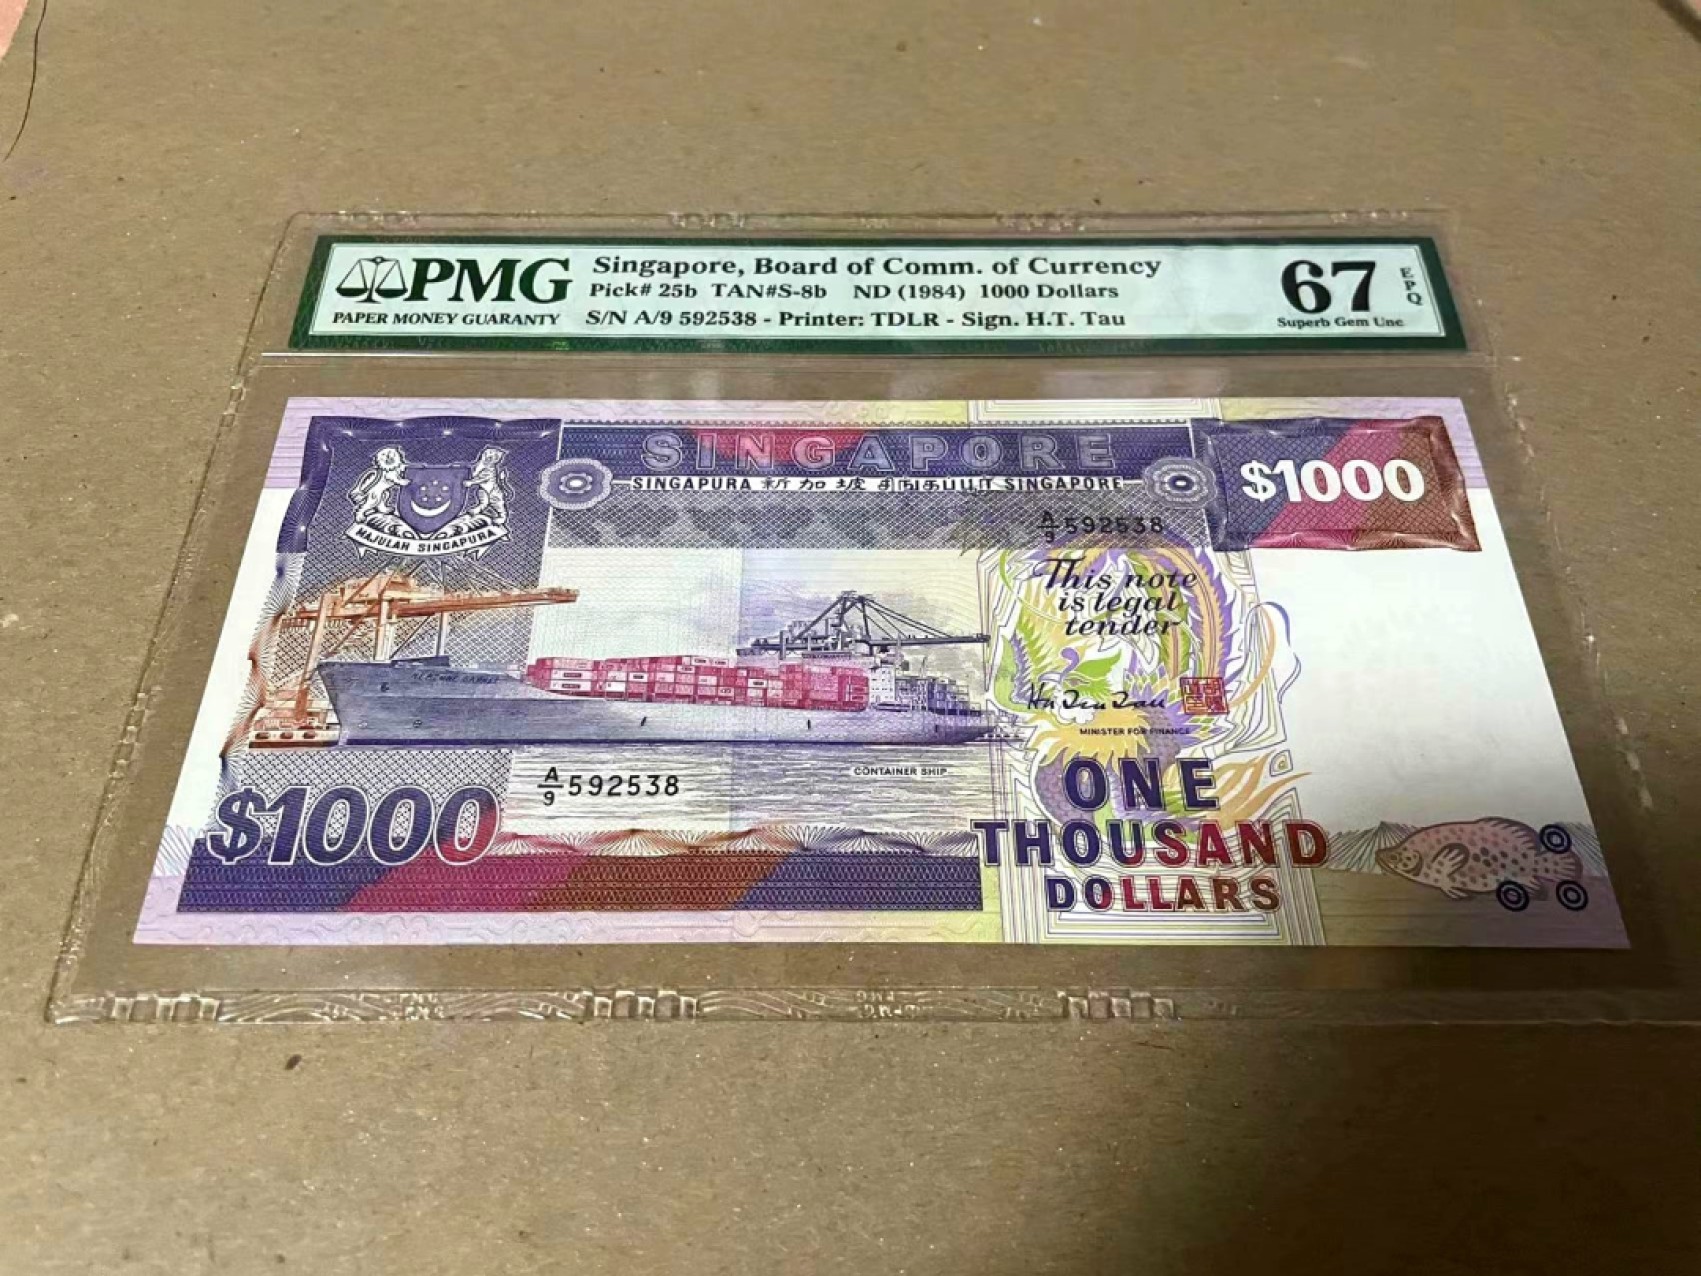 PMG
PAPER MONEY GUARANTY
Singapore, Board of Comm. of Currency
Pick# 25b TAN#S-8b ND (1984) 1000 Dollars
S/N A/9 592538 - Printer: TDLR - Sign. H.T. Tau
67 EPQ
Superb Gem Unc
SINGAPORE
SINGAPURA 新加坡 சிங்கப்பூர் SINGAPORE
$1000
MAJULAH SINGAPURA
A/9 592538
This note
is legal
tender
Hu Tsu Tau
MINISTER FOR FINANCE
CONTAINER SHIP
A/9 592538
$1000
ONE
THOUSAND
DOLLARS